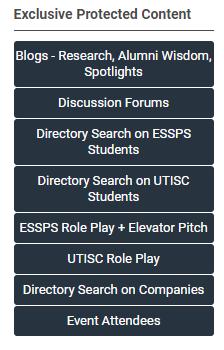 Exclusive Protected Content
Blogs - Research, Alumni Wisdom,
Spotlights
Discussion Forums
Directory Search on ESSPS
Students
Directory Search on UTISC
Students
ESSPS Role Play + Elevator Pitch
UTISC Role Play
Directory Search on Companies
Event Attendees